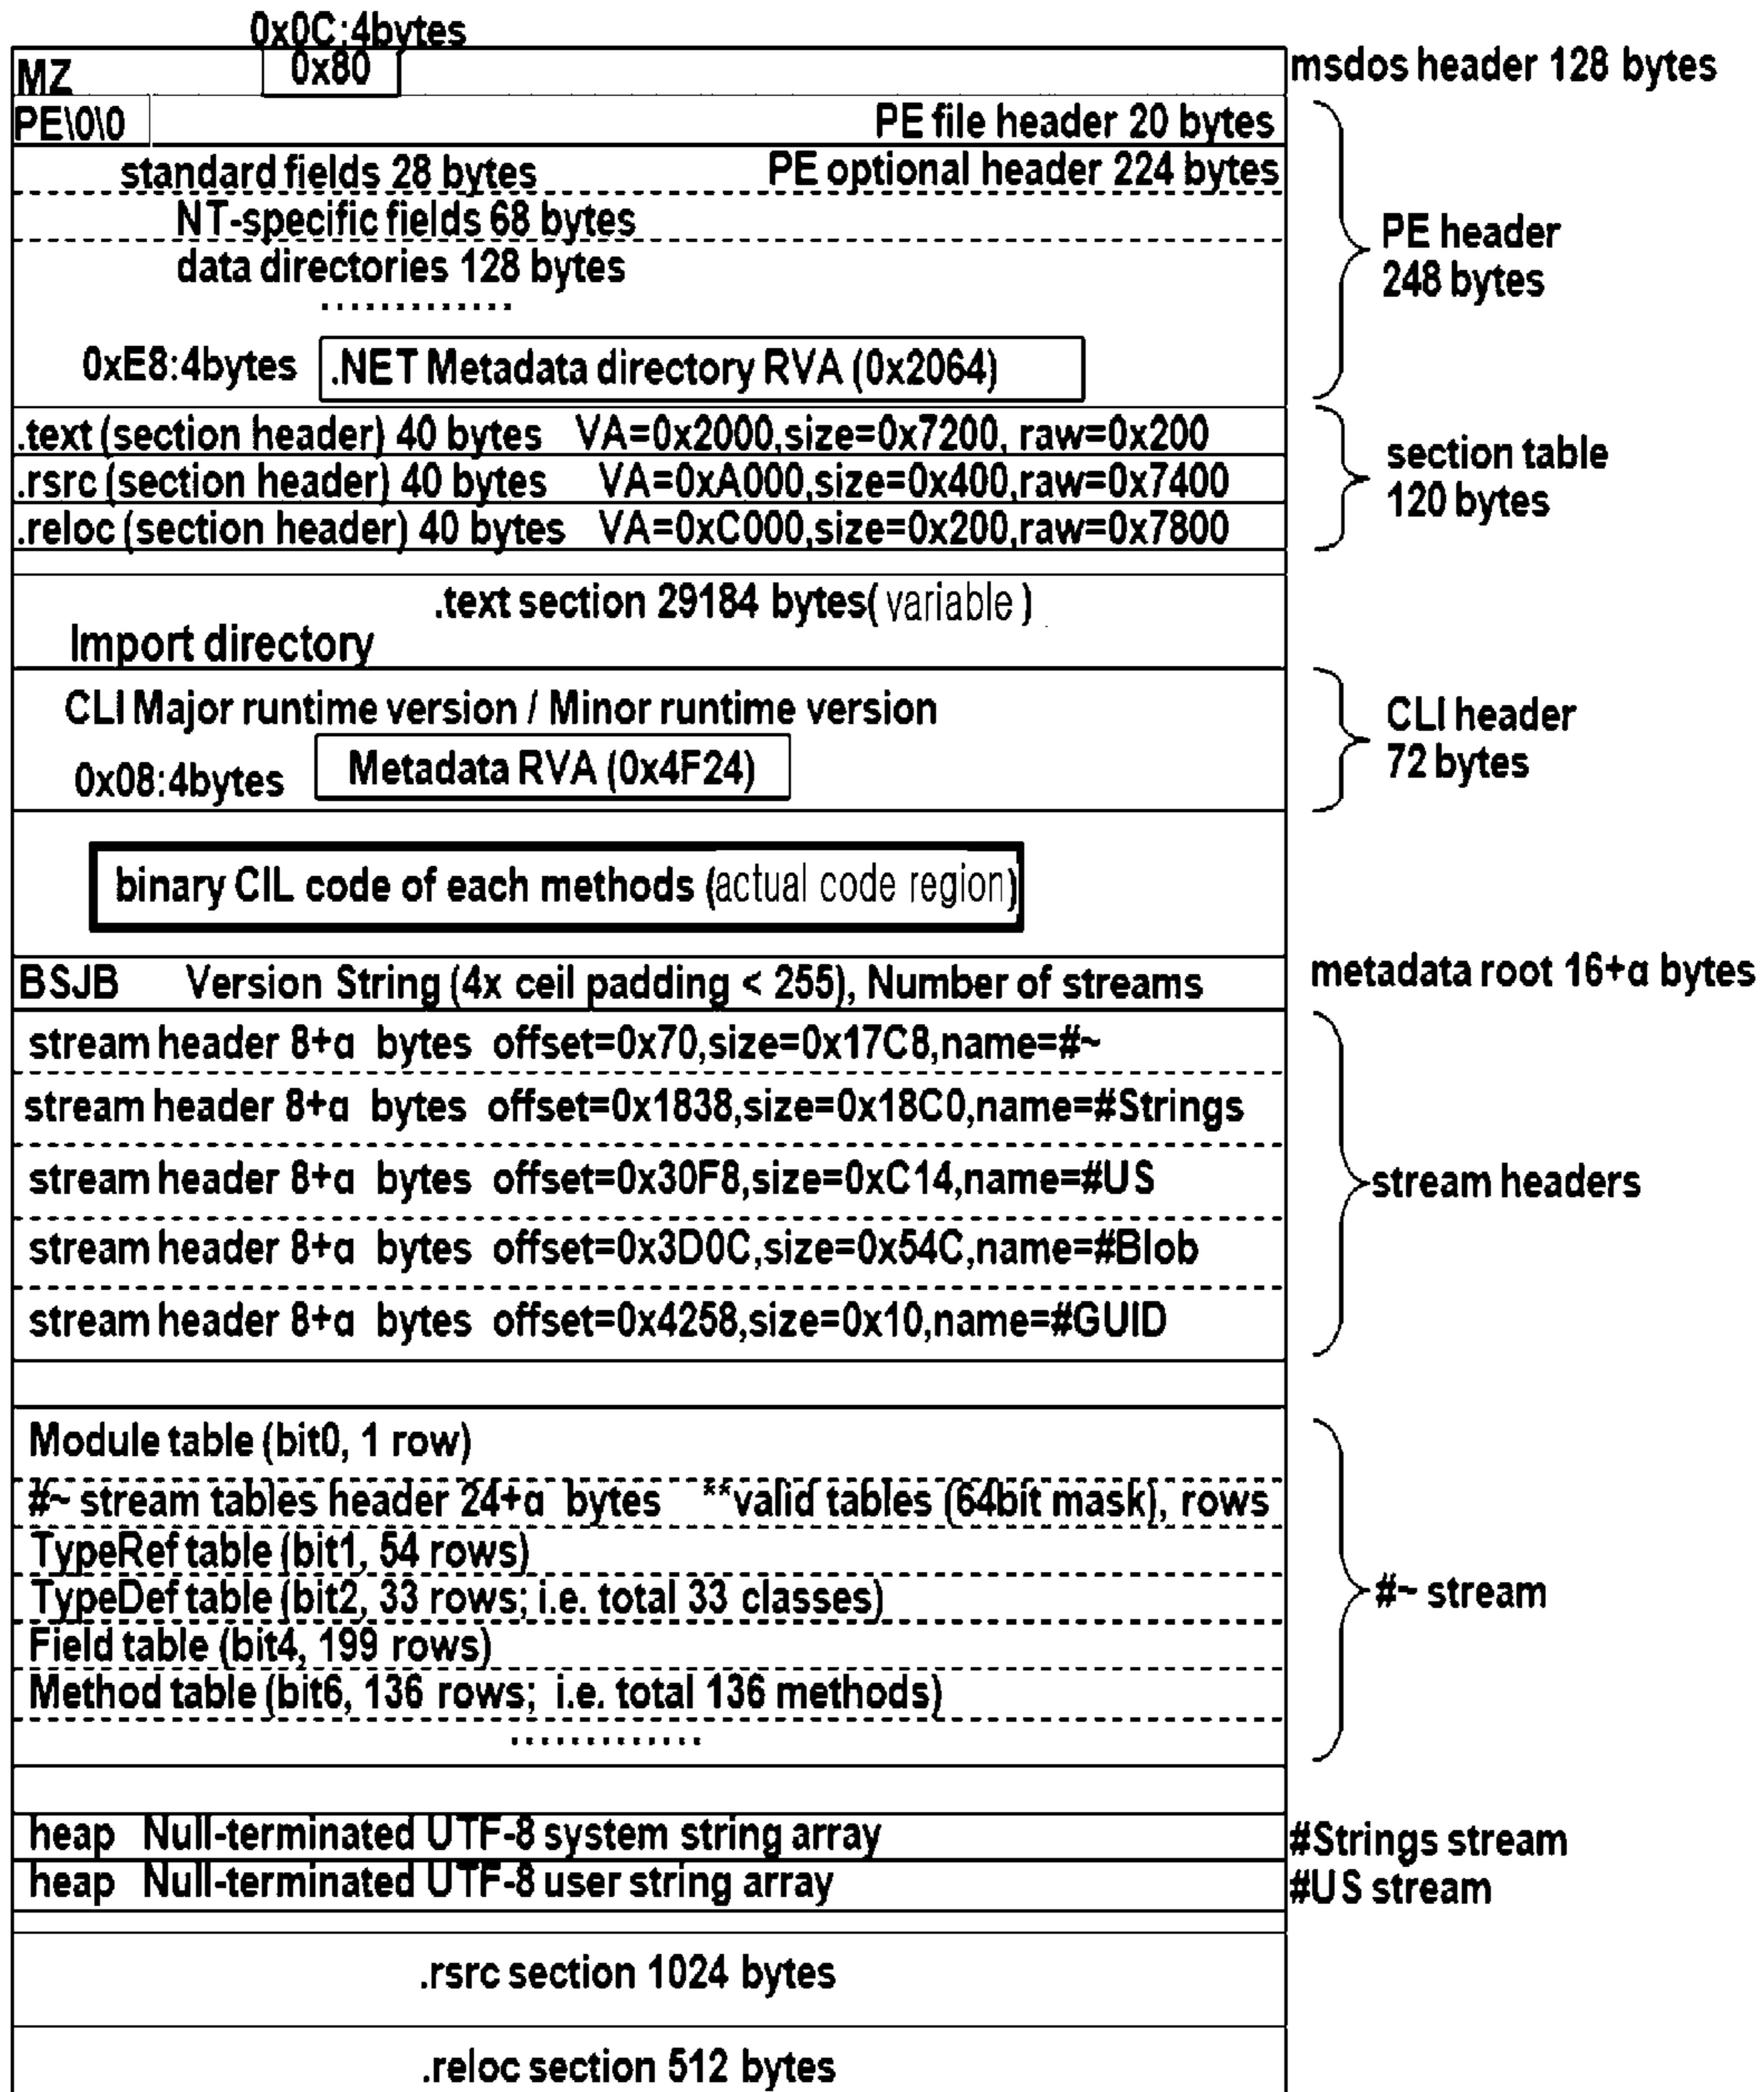 0x0C:4bytes
MZ 0x80 msdos header 128 bytes
PE\0\0 PE file header 20 bytes
standard fields 28 bytes PE optional header 224 bytes
NT-specific fields 68 bytes
data directories 128 bytes
.............
PE header
248 bytes
0xE8:4bytes .NET Metadata directory RVA (0x2064)
.text (section header) 40 bytes VA=0x2000,size=0x7200, raw=0x200
.rsrc (section header) 40 bytes VA=0xA000,size=0x400,raw=0x7400
.reloc (section header) 40 bytes VA=0xC000,size=0x200,raw=0x7800
section table
120 bytes
.text section 29184 bytes( variable )
Import directory
CLI Major runtime version / Minor runtime version
0x08:4bytes Metadata RVA (0x4F24)
CLI header
72 bytes
binary CIL code of each methods (actual code region)
BSJB Version String (4x ceil padding < 255), Number of streams metadata root 16+α bytes
stream header 8+α bytes offset=0x70,size=0x17C8,name=#~
stream header 8+α bytes offset=0x1838,size=0x18C0,name=#Strings
stream header 8+α bytes offset=0x30F8,size=0xC14,name=#US
stream header 8+α bytes offset=0x3D0C,size=0x54C,name=#Blob
stream header 8+α bytes offset=0x4258,size=0x10,name=#GUID
stream headers
Module table (bit0, 1 row)
#~ stream tables header 24+α bytes **valid tables (64bit mask), rows
TypeRef table (bit1, 54 rows)
TypeDef table (bit2, 33 rows; i.e. total 33 classes)
Field table (bit4, 199 rows)
Method table (bit6, 136 rows; i.e. total 136 methods)
.............
#~ stream
heap Null-terminated UTF-8 system string array #Strings stream
heap Null-terminated UTF-8 user string array #US stream
.rsrc section 1024 bytes
.reloc section 512 bytes